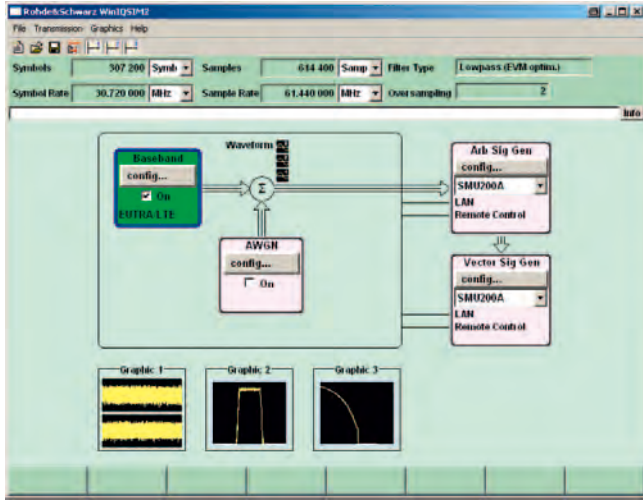 Rohde&Schwarz WinIQSIM2
File Transmission Graphics Help
Symbols 307 200 Symb Samples 614 400 Samp Filter Type Lowpass (EVM optim.)
Symbol Rate 30.720 000 MHz Sample Rate 61.440 000 MHz Oversampling 2
Info
Waveform
Baseband
config...
On
EUTRA/LTE
Σ
AWGN
config...
On
Arb Sig Gen
config...
SMU200A
LAN
Remote Control
Vector Sig Gen
config...
SMU200A
LAN
Remote Control
Graphic 1 Graphic 2 Graphic 3